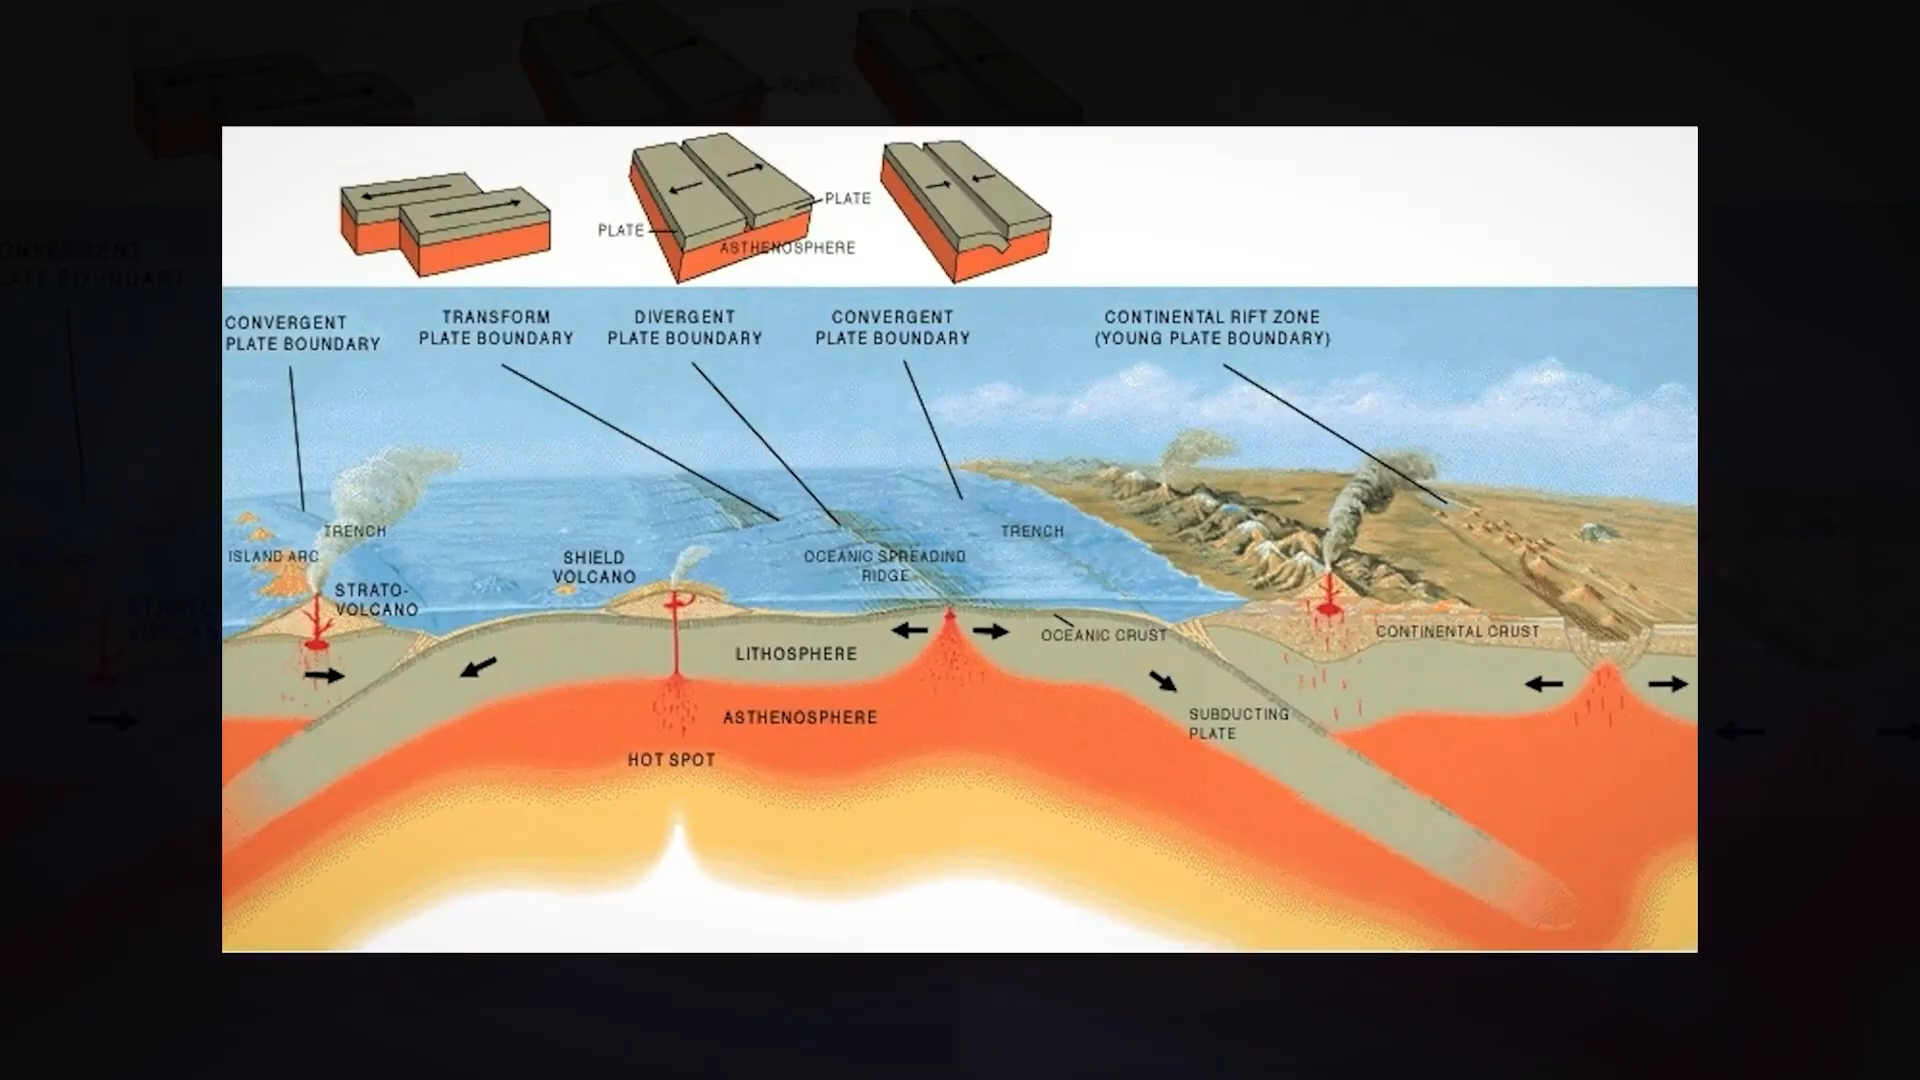 PLATE
PLATE
ASTHENOSPHERE
CONVERGENT
PLATE BOUNDARY
TRANSFORM
PLATE BOUNDARY
DIVERGENT
PLATE BOUNDARY
CONVERGENT
PLATE BOUNDARY
CONTINENTAL RIFT ZONE
(YOUNG PLATE BOUNDARY)
TRENCH
ISLAND ARC
STRATO-
VOLCANO
SHIELD
VOLCANO
OCEANIC SPREADING
RIDGE
TRENCH
OCEANIC CRUST
CONTINENTAL CRUST
LITHOSPHERE
ASTHENOSPHERE
SUBDUCTING
PLATE
HOT SPOT